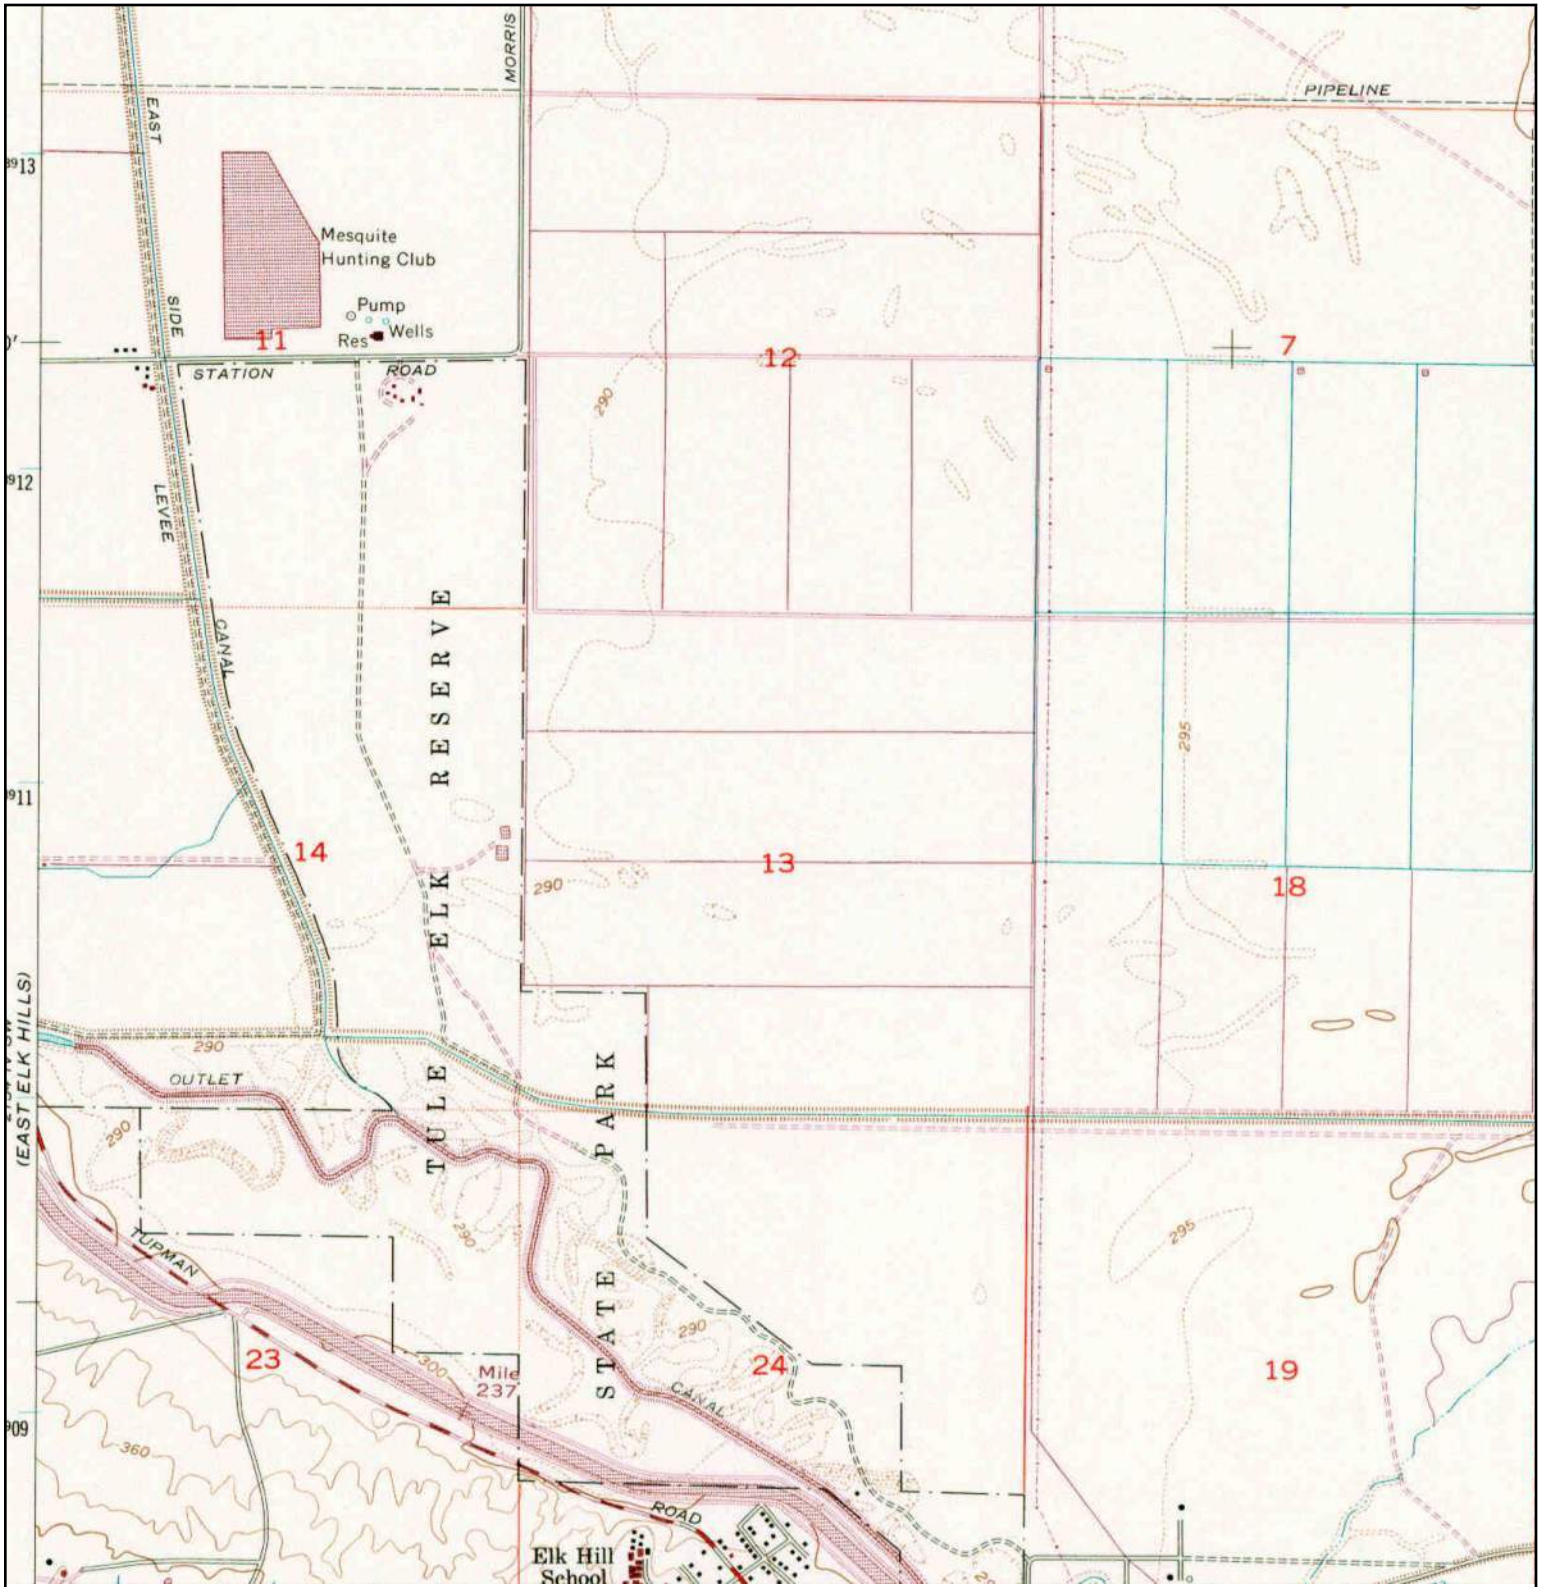 MORRIS
PIPELINE
EAST
3913
Mesquite
Hunting Club
SIDE
Pump
Wells
Res
11
12
7
STATION ROAD
290
912
LEVEE
CANAL
TULE ELK RESERVE
295
911
14
13
290
18
(EAST ELK HILLS)
290
OUTLET
STATE PARK
290
TUPMAN
290
295
290
23
300
Mile
237
24
19
CANAL
909
360
ROAD
Elk Hill
School